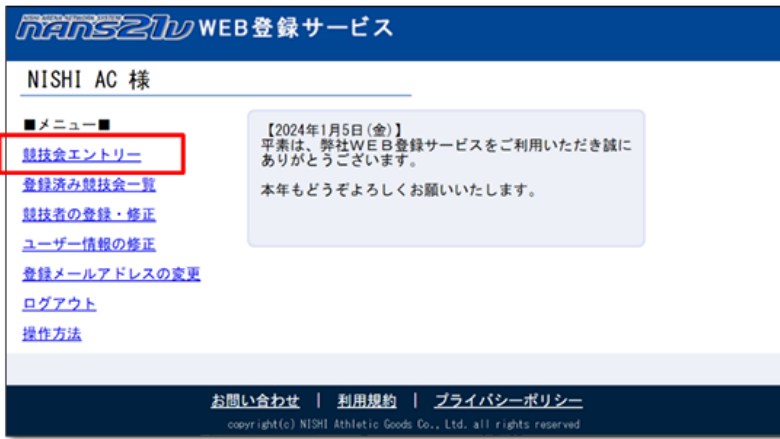 NISHI ARENA NETWORK SYSTEM
NANS21V WEB登録サービス
NISHI AC 様
■メニュー■
競技会エントリー
登録済み競技会一覧
競技者の登録・修正
ユーザー情報の修正
登録メールアドレスの変更
ログアウト
操作方法
【2024年1月5日(金)】
平素は、弊社ＷＥＢ登録サービスをご利用いただき誠に
ありがとうございます。
本年もどうぞよろしくお願いいたします。
お問い合わせ | 利用規約 | プライバシーポリシー
copyright(c) NISHI Athletic Goods Co., Ltd. all rights reserved